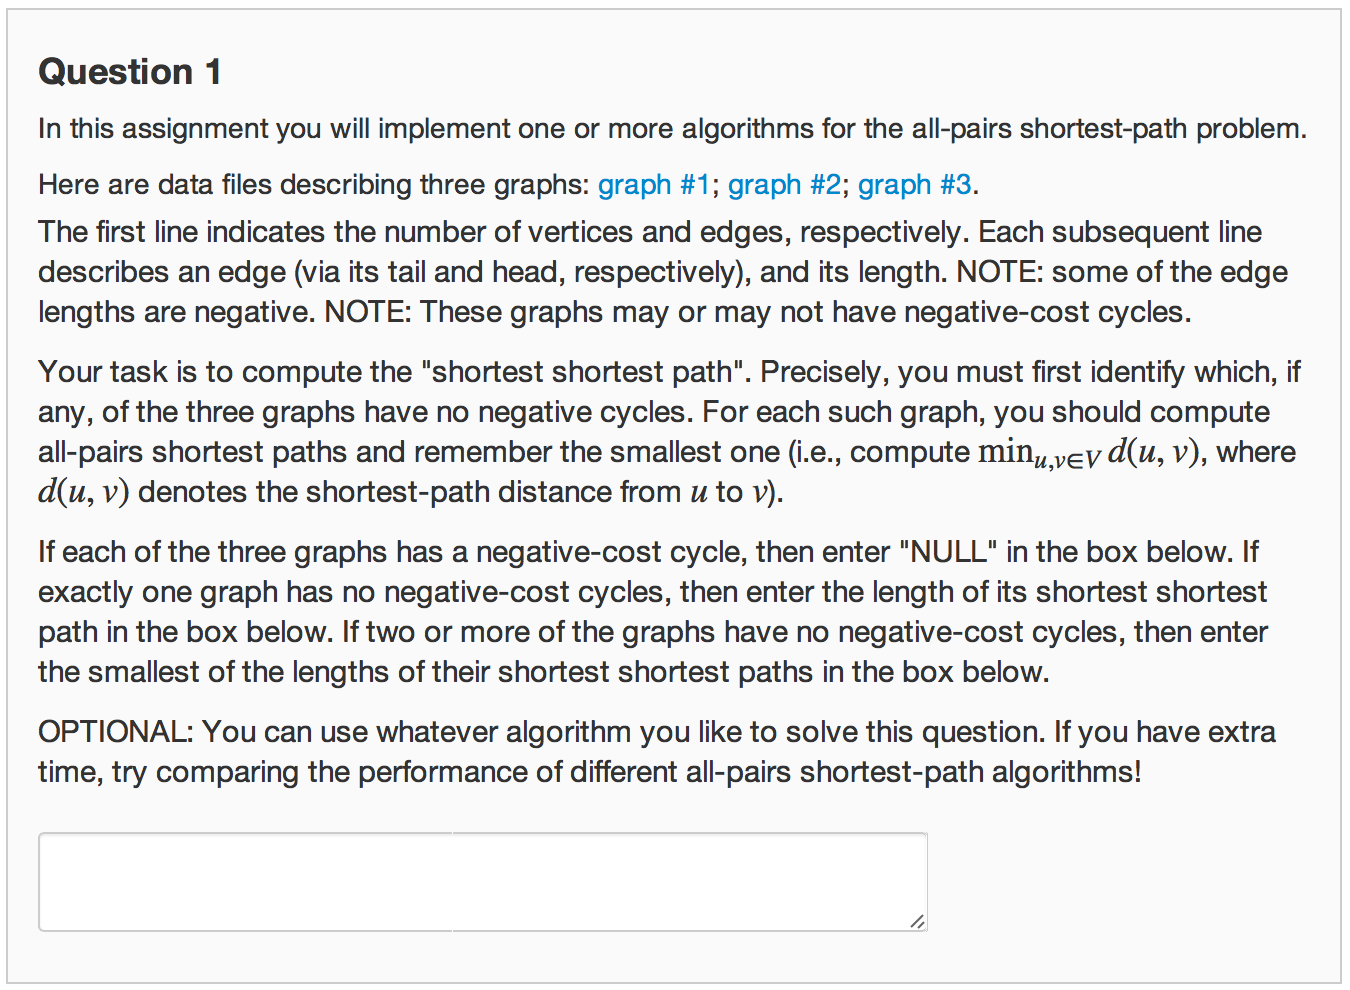 Question 1
In this assignment you will implement one or more algorithms for the all-pairs shortest-path problem.
Here are data files describing three graphs: graph #1; graph #2; graph #3.
The first line indicates the number of vertices and edges, respectively. Each subsequent line
describes an edge (via its tail and head, respectively), and its length. NOTE: some of the edge
lengths are negative. NOTE: These graphs may or may not have negative-cost cycles.
Your task is to compute the "shortest shortest path". Precisely, you must first identify which, if
any, of the three graphs have no negative cycles. For each such graph, you should compute
all-pairs shortest paths and remember the smallest one (i.e., compute min_{u,v∈V} d(u, v), where
d(u, v) denotes the shortest-path distance from u to v).
If each of the three graphs has a negative-cost cycle, then enter "NULL" in the box below. If
exactly one graph has no negative-cost cycles, then enter the length of its shortest shortest
path in the box below. If two or more of the graphs have no negative-cost cycles, then enter
the smallest of the lengths of their shortest shortest paths in the box below.
OPTIONAL: You can use whatever algorithm you like to solve this question. If you have extra
time, try comparing the performance of different all-pairs shortest-path algorithms!